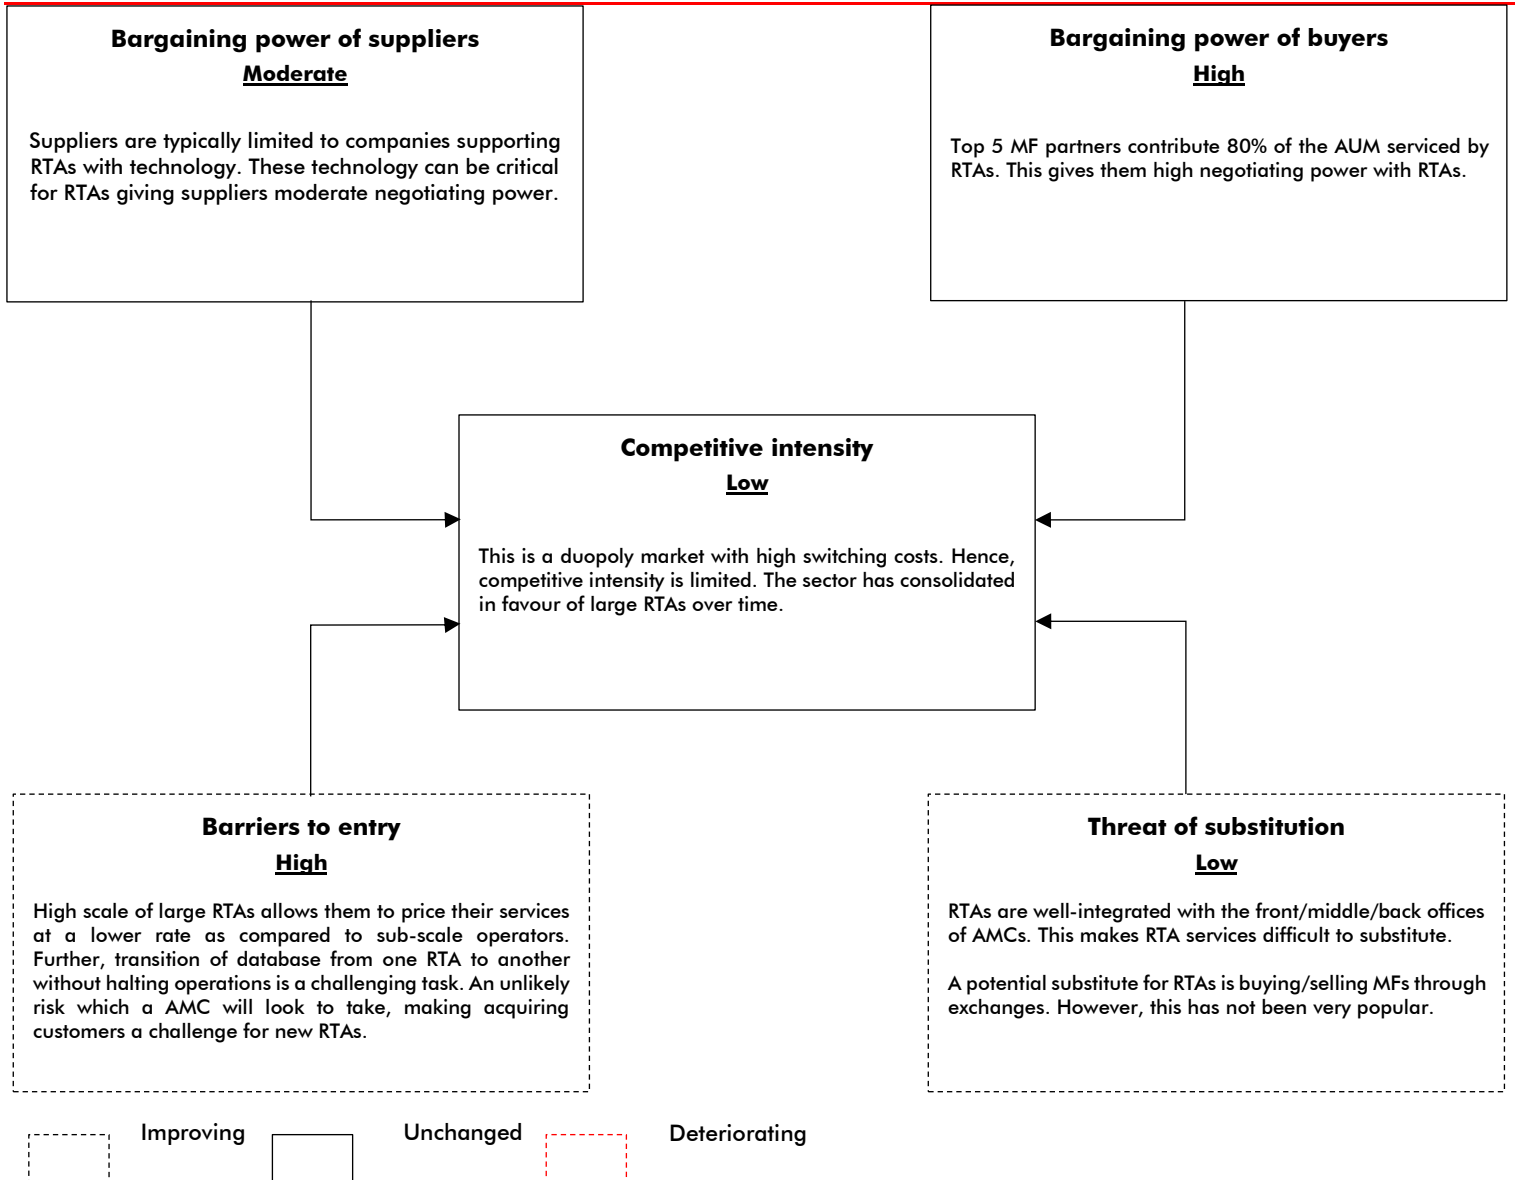 Bargaining power of suppliers
Moderate
Suppliers are typically limited to companies supporting
RTAs with technology. These technology can be critical
for RTAs giving suppliers moderate negotiating power.
Bargaining power of buyers
High
Top 5 MF partners contribute 80% of the AUM serviced by
RTAs. This gives them high negotiating power with RTAs.
Competitive intensity
Low
This is a duopoly market with high switching costs. Hence,
competitive intensity is limited. The sector has consolidated
in favour of large RTAs over time.
Barriers to entry
High
High scale of large RTAs allows them to price their services
at a lower rate as compared to sub-scale operators.
Further, transition of database from one RTA to another
without halting operations is a challenging task. An unlikely
risk which a AMC will look to take, making acquiring
customers a challenge for new RTAs.
Threat of substitution
Low
RTAs are well-integrated with the front/middle/back offices
of AMCs. This makes RTA services difficult to substitute.
A potential substitute for RTAs is buying/selling MFs through
exchanges. However, this has not been very popular.
Improving
Unchanged
Deteriorating